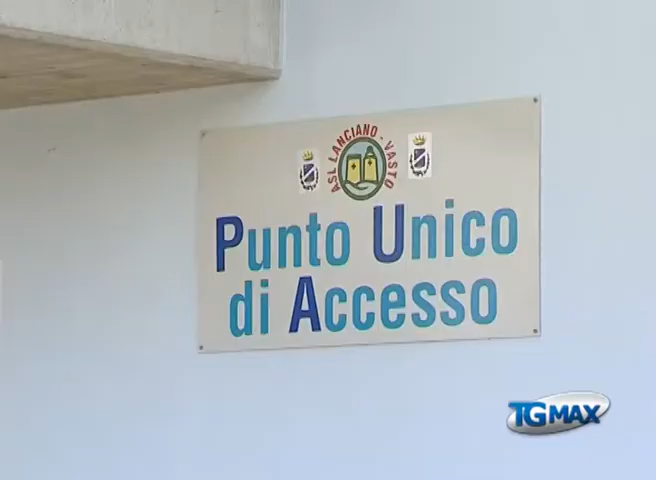 ASL LANCIANO - VASTO
Punto Unico
di Accesso
TGMAX